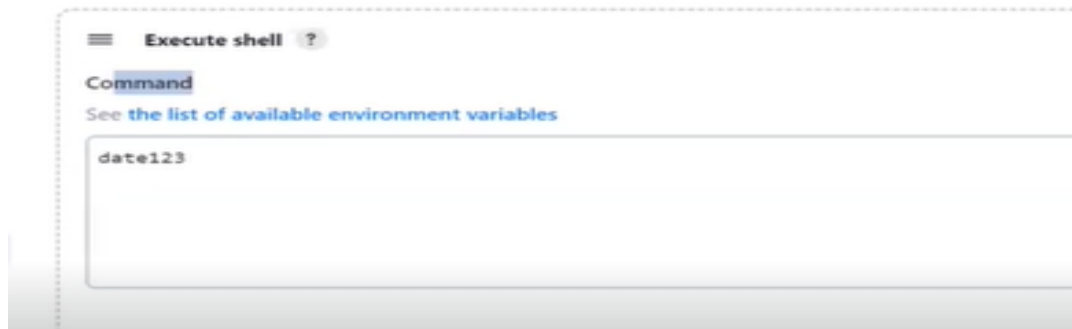 Execute shell ?
Command
See the list of available environment variables
date123